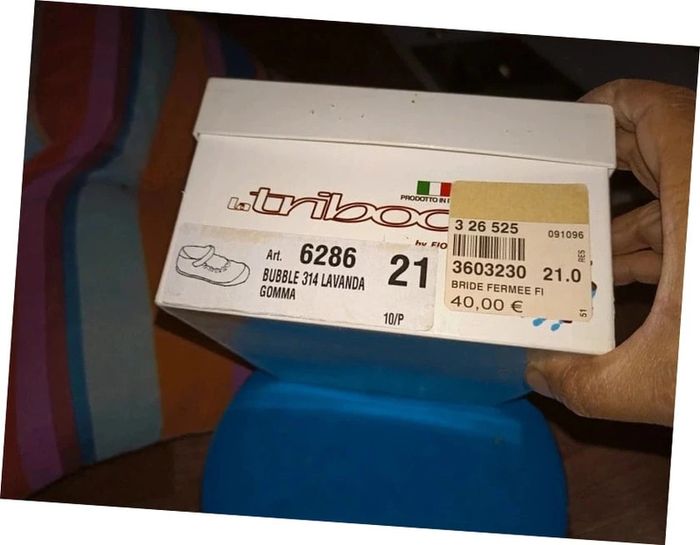 PRODOTTO IN
la triboo
by FIO
Art. 6286
BUBBLE 314 LAVANDA
GOMMA
21
10/P
3 26 525
091096
3603230 21.0
RES
BRIDE FERMEE FI
40,00 €
51